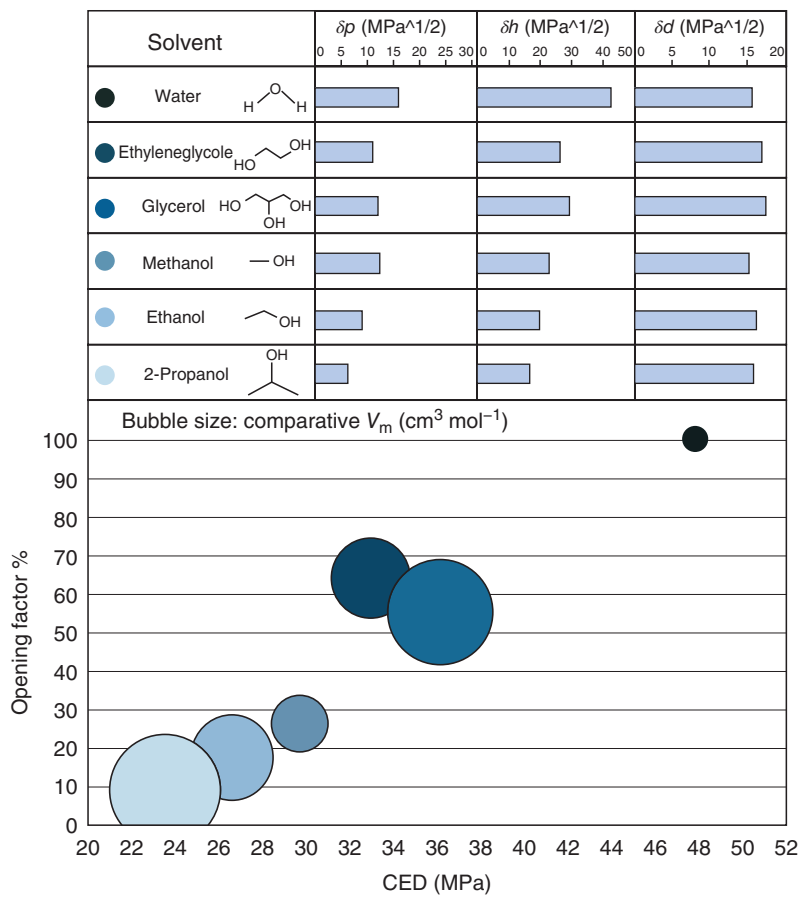 Solvent
δp (MPa^1/2)
δh (MPa^1/2)
δd (MPa^1/2)
0 5 10 15 20 25 30
0 10 20 30 40 50
0 5 10 15 20
Water
O
H H
Ethyleneglycole
OH
HO
Glycerol
HO OH
OH
Methanol
OH
Ethanol
OH
2-Propanol
OH
Bubble size: comparative Vm (cm³ mol⁻¹)
Opening factor %
100
90
80
70
60
50
40
30
20
10
0
20 22 24 28 30 32 34 36 38 40 42 44 46 48 50 52
CED (MPa)